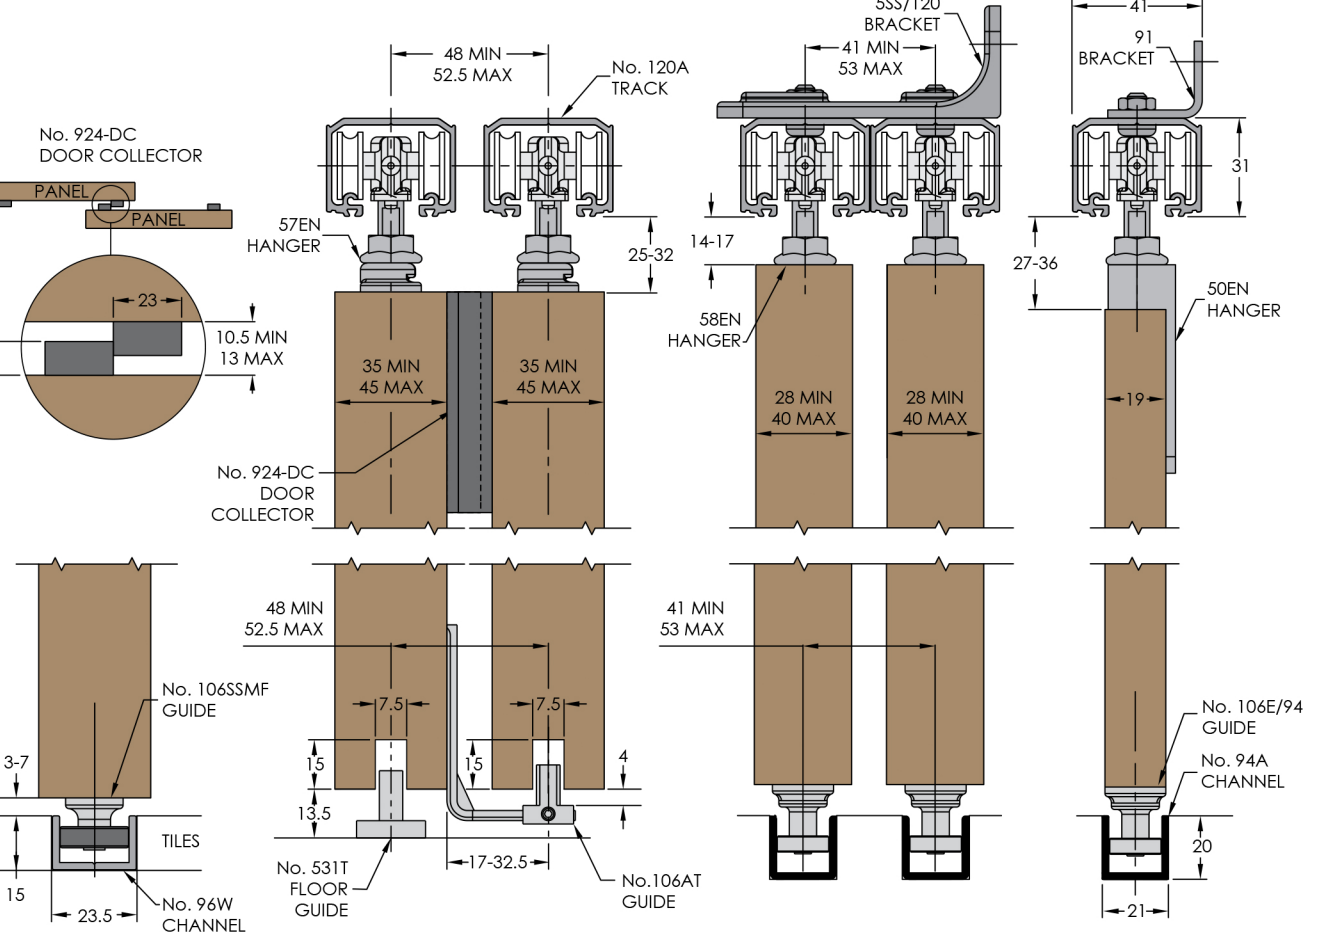 5SS/120
BRACKET
41
48 MIN
52.5 MAX
No. 120A
TRACK
41 MIN
53 MAX
91
BRACKET
No. 924-DC
DOOR COLLECTOR
PANEL
PANEL
31
57EN
HANGER
25-32
14-17
27-36
23
10.5 MIN
13 MAX
50EN
HANGER
58EN
HANGER
35 MIN
45 MAX
35 MIN
45 MAX
28 MIN
40 MAX
28 MIN
40 MAX
19
No. 924-DC
DOOR
COLLECTOR
48 MIN
52.5 MAX
41 MIN
53 MAX
No. 106SSMF
GUIDE
7.5
7.5
No. 106E/94
GUIDE
3-7
15
15
4
No. 94A
CHANNEL
13.5
TILES
20
15
No. 531T
FLOOR
GUIDE
17-32.5
No.106AT
GUIDE
23.5
No. 96W
CHANNEL
21